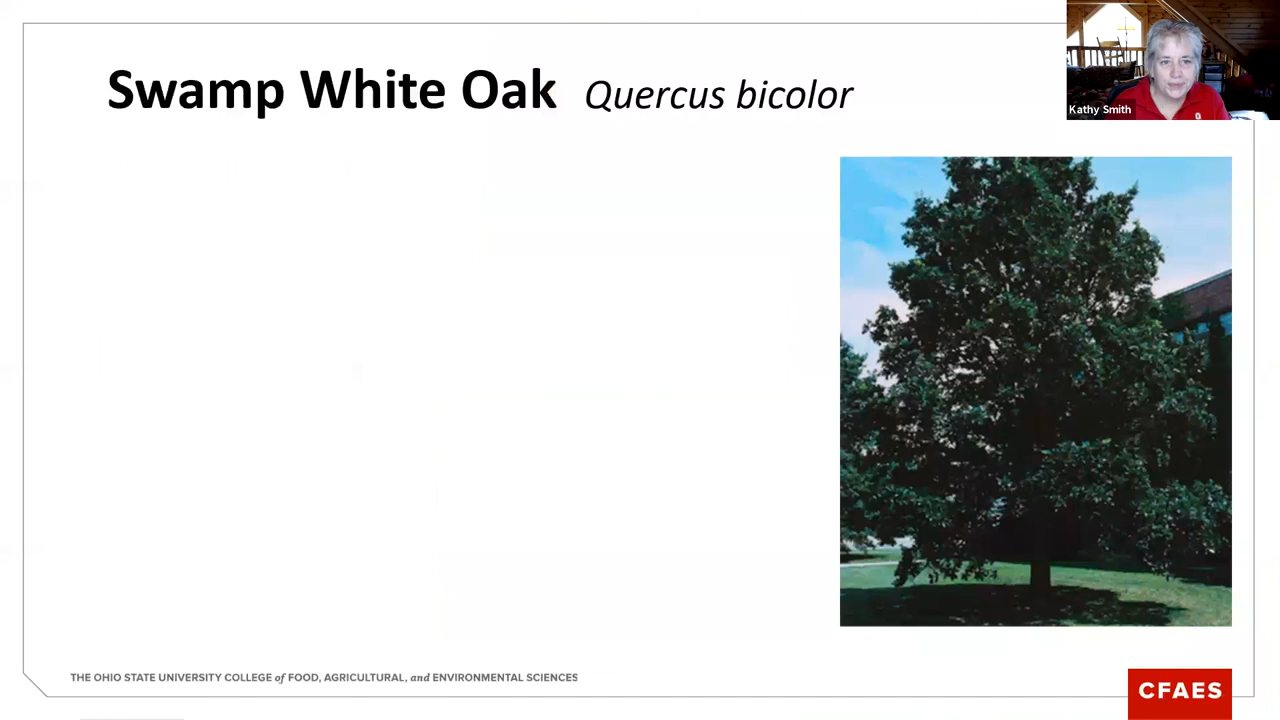 Swamp White Oak Quercus bicolor
Kathy Smith
THE OHIO STATE UNIVERSITY COLLEGE of FOOD, AGRICULTURAL, and ENVIRONMENTAL SCIENCES
CFAES